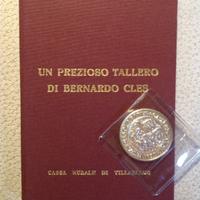 UN PREZIOSO TALLERO
DI BERNARDO CLES
CASSA RURALE DI